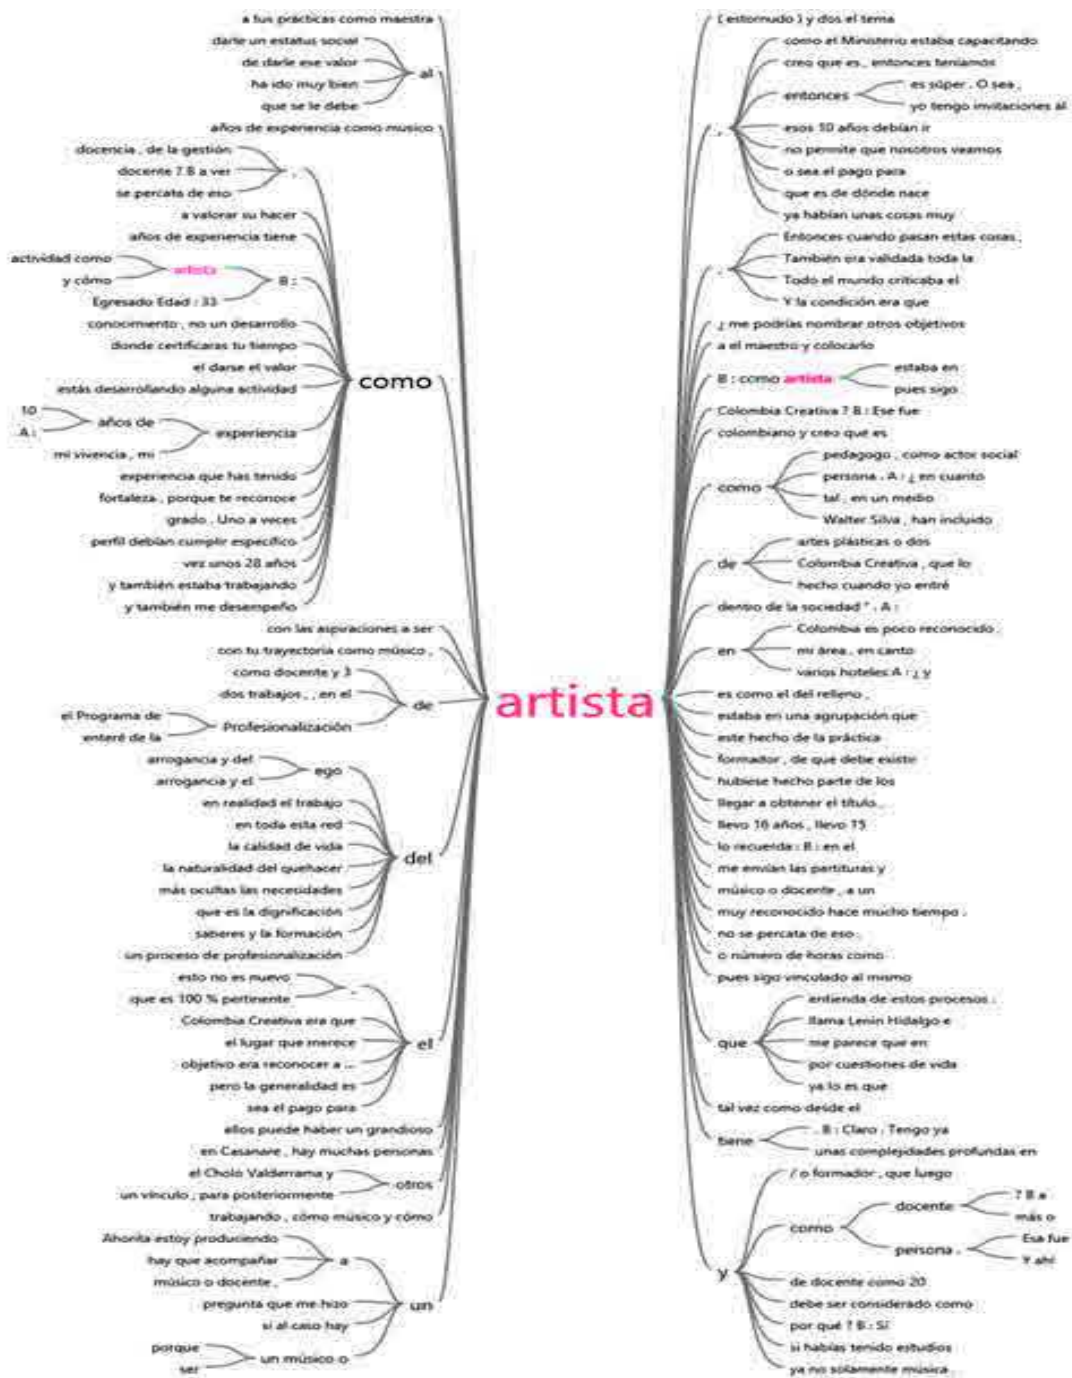 a tus prácticas como maestra
darle un estatus social
de darle ese valor
ha ido muy bien
que se le debe
al
años de experiencia como musico
docencia , de la gestión
docente ? B a ver
se percata de eso
,
a valorar su hacer
años de experiencia tiene
actividad como
y cómo
artista
Egresado Edad : 33
B :
conocimiento , no un desarrollo
donde certificaras tu tiempo
el darse el valor
estás desarrollando alguna actividad
10
A :
años de
mi vivencia , mi
experiencia
experiencia que has tenido
fortaleza , porque te reconoce
grado . Uno a veces
perfil debían cumplir específico
vez unos 28 años
y también estaba trabajando
y también me desempeño
como
con las aspiraciones a ser
con tu trayectoria como músico ,
como docente y 3
dos trabajos , , en el
el Programa de
enteré de la
Profesionalización
de
arrogancia y del
arrogancia y el
ego
en realidad el trabajo
en toda esta red
la calidad de vida
la naturalidad del quehacer
más ocultas las necesidades
que es la dignificación
saberes y la formación
un proceso de profesionalización
del
esto no es nuevo
que es 100 % pertinente
Colombia Creativa era que
el lugar que merece
objetivo era reconocer a ...
pero la generalidad es
sea el pago para
el
ellos puede haber un grandioso
en Casanare , hay muchas personas
el Cholo Valderrama y
un vínculo , para posteriormente
otros
trabajando , cómo músico y cómo
Ahorita estoy produciendo
hay que acompañar
músico o docente ,
a
pregunta que me hizo
si al caso hay
porque
ser
un músico o
un
artista
[ estornudo ] y dos el tema
,
como el Ministerio estaba capacitando
creo que es , entonces teníamos
entonces
es súper . O sea ,
yo tengo invitaciones al
esos 10 años debían ir
no permite que nosotros veamos
o sea el pago para
que es de dónde nace
ya habían unas cosas muy
.
Entonces cuando pasan estas cosas ,
También era validada toda la
Todo el mundo criticaba el
Y la condición era que
¿ me podrías nombrar otros objetivos
a el maestro y colocarlo
B : como artista
estaba en
pues sigo
Colombia Creativa ? B : Ese fue
colombiano y creo que es
como
pedagogo , como actor social
persona . A : ¿ en cuanto
tal , en un medio
Walter Silva , han incluido
de
artes plásticas o dos
Colombia Creativa , que lo
hecho cuando yo entré
dentro de la sociedad " . A :
en
Colombia es poco reconocido .
mi área , en canto
varios hoteles A : ¿ y
es como el del relleno ,
estaba en una agrupación que
este hecho de la práctica
formador , de que debe existir
hubiese hecho parte de los
llegar a obtener el título ,
llevo 16 años , llevo 15
lo recuerda : B : en el
me envían las partituras y
músico o docente , a un
muy reconocido hace mucho tiempo .
no se percata de eso .
o número de horas como
pues sigo vinculado al mismo
que
entienda de estos procesos .
llama Lenin Hidalgo e
me parece que en
por cuestiones de vida
ya lo es que
tal vez como desde el
tiene
. B : Claro . Tengo ya
unas complejidades profundas en
y
/ o formador , que luego
como
docente
? B a
más o
persona .
Esa fue
Y ahí
de docente como 20
debe ser considerado como
por qué ? B : Sí
si habías tenido estudios
ya no solamente música .